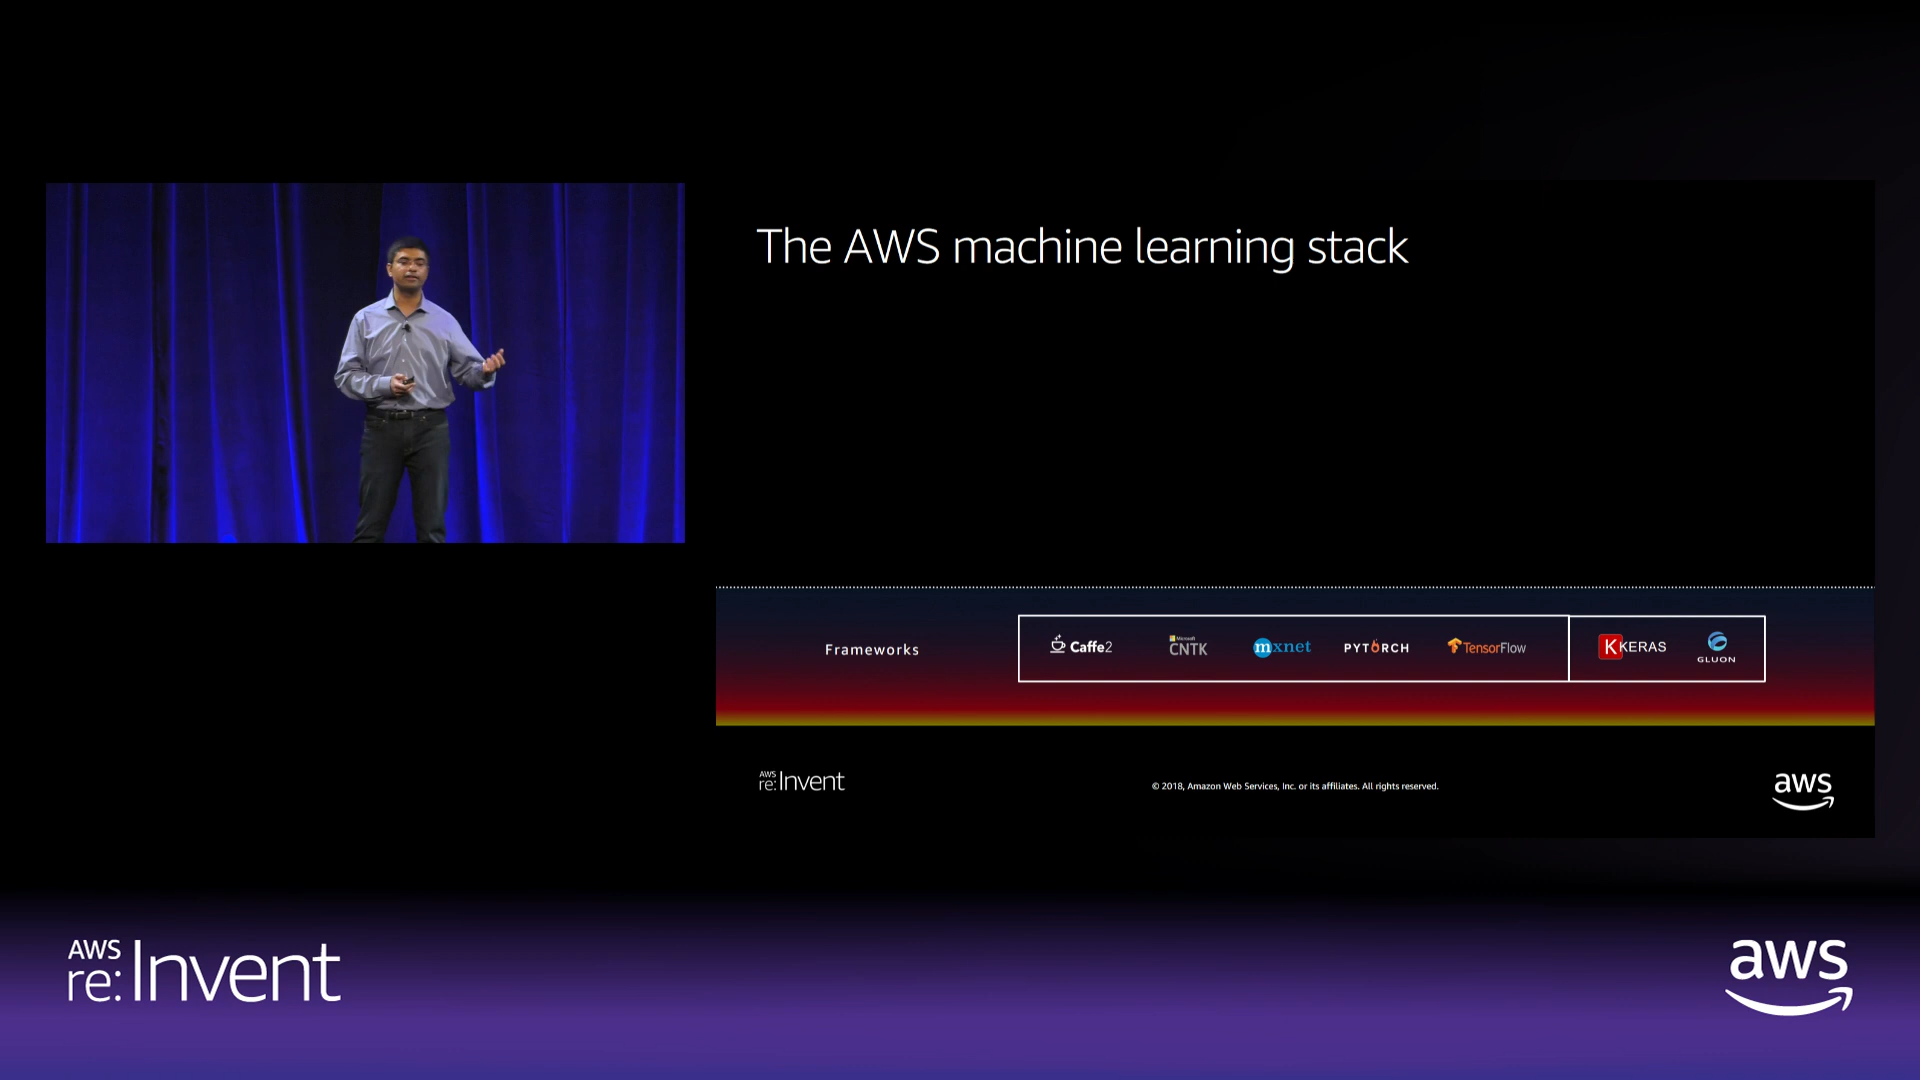 The AWS machine learning stack
Frameworks
Caffe2
Microsoft
CNTK
mxnet
PYTORCH
TensorFlow
K KERAS
GLUON
AWS
re:Invent
© 2018, Amazon Web Services, Inc. or its affiliates. All rights reserved.
aws
AWS
re:Invent
aws